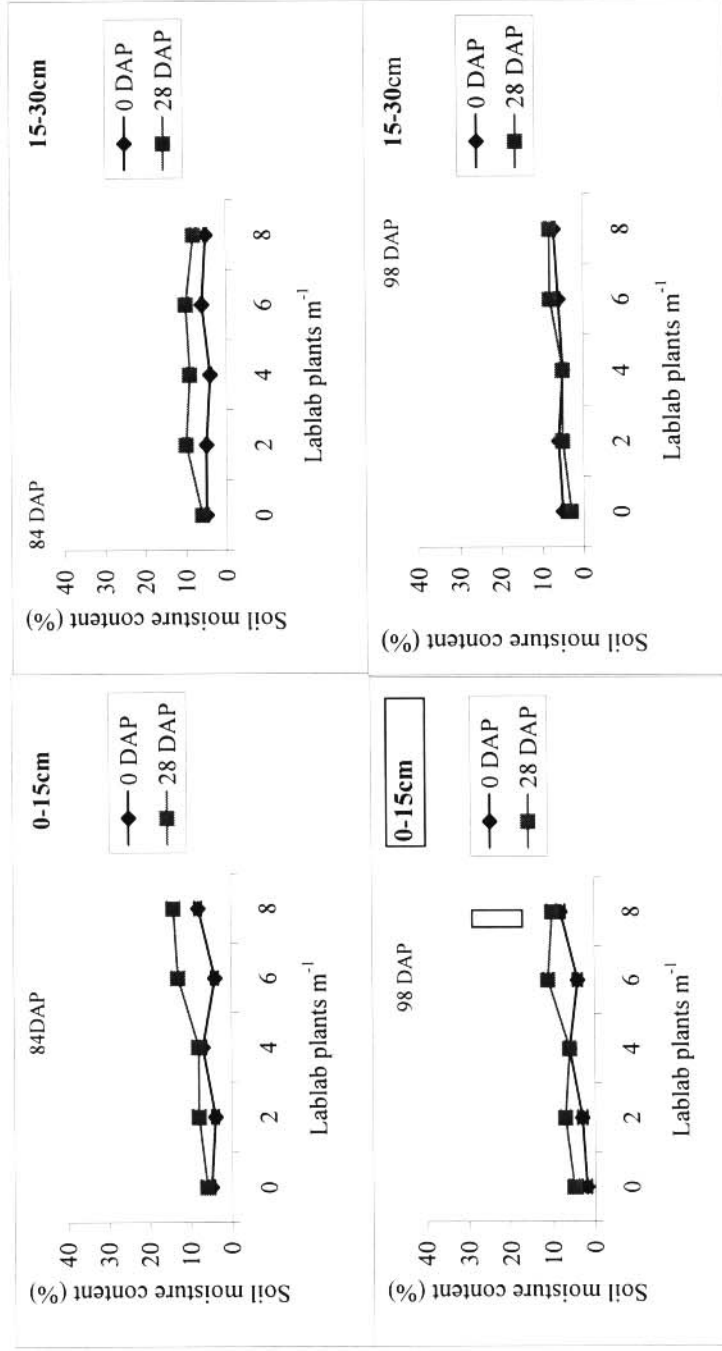 84DAP
0-15cm
Soil moisture content (%)
40
30
20
10
0
0 2 4 6 8
Lablab plants m⁻¹
0 DAP
28 DAP
84 DAP
15-30cm
Soil moisture content (%)
40
30
20
10
0
0 2 4 6 8
Lablab plants m⁻¹
0 DAP
28 DAP
98 DAP
0-15cm
Soil moisture content (%)
40
30
20
10
0
0 2 4 6 8
Lablab plants m⁻¹
0 DAP
28 DAP
98 DAP
15-30cm
Soil moisture content (%)
40
30
20
10
0
0 2 4 6 8
Lablab plants m⁻¹
0 DAP
28 DAP